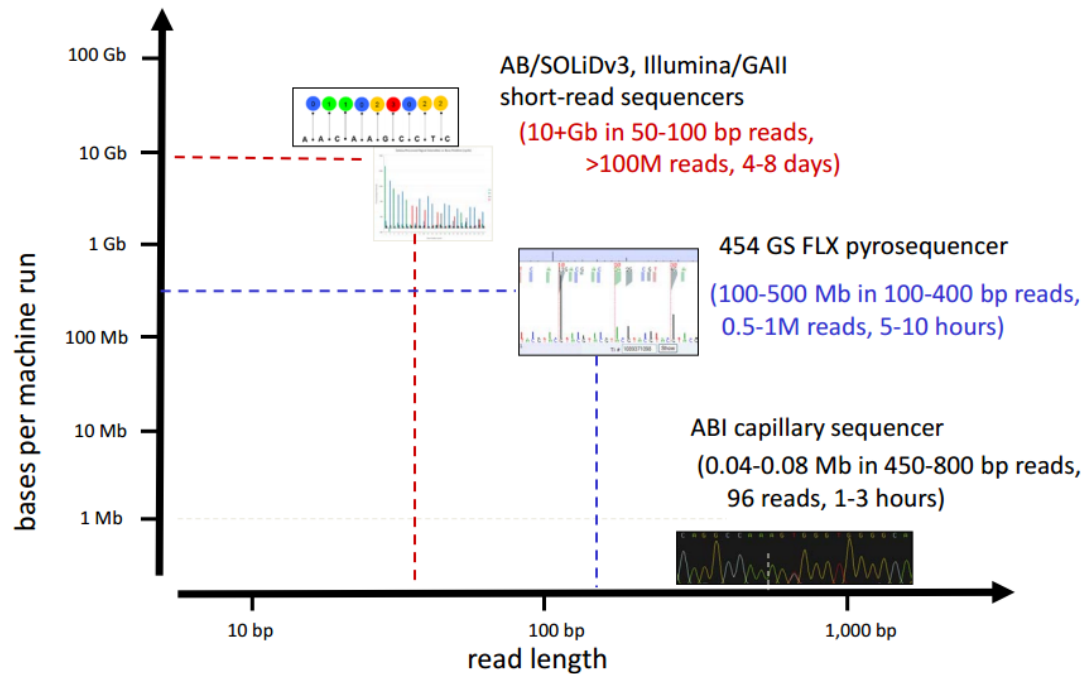 100 Gb
AB/SOLiDv3, Illumina/GAII
short-read sequencers
(10+Gb in 50-100 bp reads,
>100M reads, 4-8 days)
A A C A A G C C T C
10 Gb
1 Gb
454 GS FLX pyrosequencer
(100-500 Mb in 100-400 bp reads,
0.5-1M reads, 5-10 hours)
100 Mb
10 Mb
ABI capillary sequencer
(0.04-0.08 Mb in 450-800 bp reads,
96 reads, 1-3 hours)
1 Mb
bases per machine run
10 bp
100 bp
1,000 bp
read length